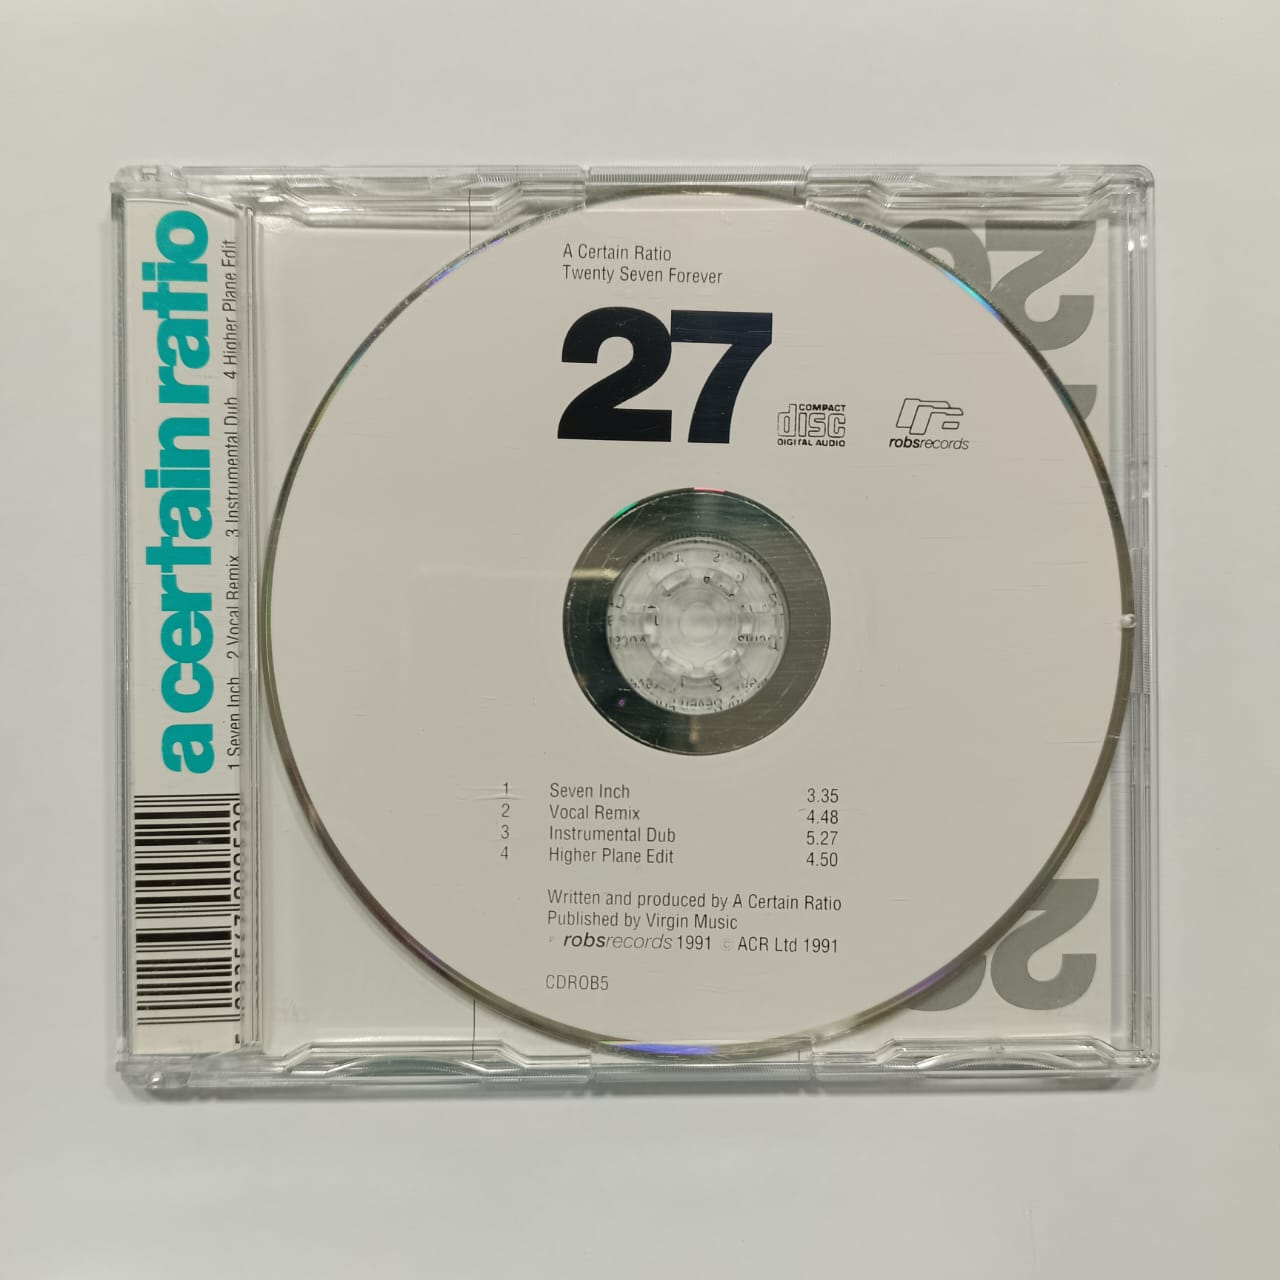 a certain ratio
1 Seven Inch 2 Vocal Remix 3 Instrumental Dub 4 Higher Plane Edit
A Certain Ratio
Twenty Seven Forever
27
COMPACT
disc
DIGITAL AUDIO
robsrecords
1 Seven Inch 3.35
2 Vocal Remix 4.48
3 Instrumental Dub 5.27
4 Higher Plane Edit 4.50
Written and produced by A Certain Ratio
Published by Virgin Music
℗ robsrecords 1991 © ACR Ltd 1991
CDROB5